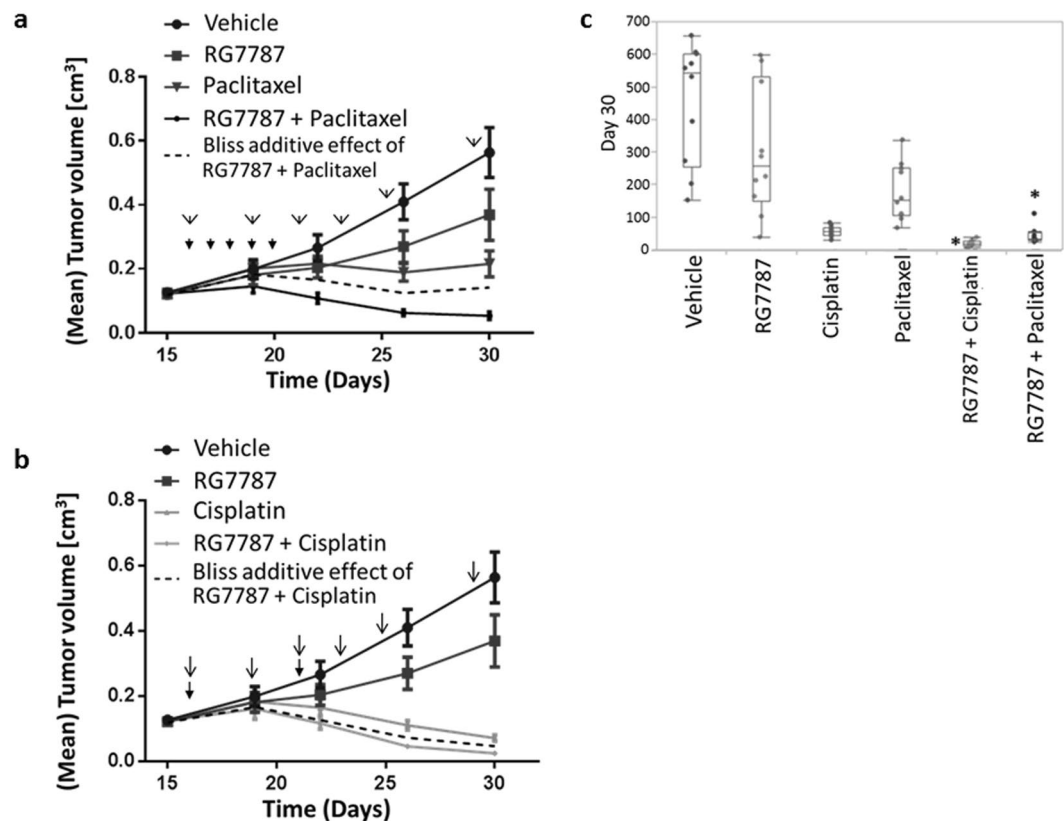 a
Vehicle
RG7787
Paclitaxel
RG7787 + Paclitaxel
Bliss additive effect of
RG7787 + Paclitaxel
(Mean) Tumor volume [cm³]
0.8
0.6
0.4
0.2
0.0
15
20
25
30
Time (Days)
b
Vehicle
RG7787
Cisplatin
RG7787 + Cisplatin
Bliss additive effect of
RG7787 + Cisplatin
(Mean) Tumor volume [cm³]
0.8
0.6
0.4
0.2
0.0
15
20
25
30
Time (Days)
c
Day 30
700
600
500
400
300
200
100
0
*
*
Vehicle
RG7787
Cisplatin
Paclitaxel
RG7787 + Cisplatin
RG7787 + Paclitaxel